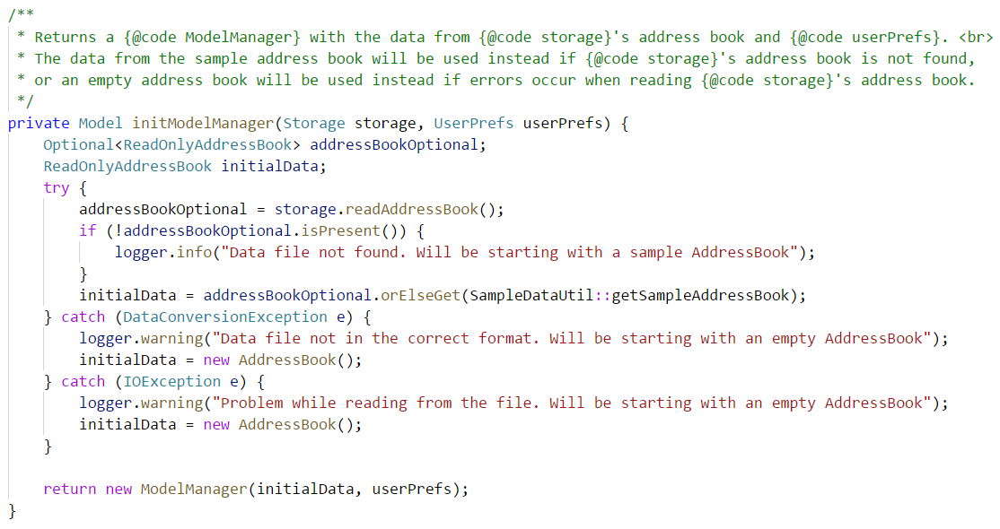 /**
 * Returns a {@code ModelManager} with the data from {@code storage}'s address book and {@code userPrefs}. <br>
 * The data from the sample address book will be used instead if {@code storage}'s address book is not found,
 * or an empty address book will be used instead if errors occur when reading {@code storage}'s address book.
 */
private Model initModelManager(Storage storage, UserPrefs userPrefs) {
    Optional<ReadOnlyAddressBook> addressBookOptional;
    ReadOnlyAddressBook initialData;
    try {
        addressBookOptional = storage.readAddressBook();
        if (!addressBookOptional.isPresent()) {
            logger.info("Data file not found. Will be starting with a sample AddressBook");
        }
        initialData = addressBookOptional.orElseGet(SampleDataUtil::getSampleAddressBook);
    } catch (DataConversionException e) {
        logger.warning("Data file not in the correct format. Will be starting with an empty AddressBook");
        initialData = new AddressBook();
    } catch (IOException e) {
        logger.warning("Problem while reading from the file. Will be starting with an empty AddressBook");
        initialData = new AddressBook();
    }

    return new ModelManager(initialData, userPrefs);
}